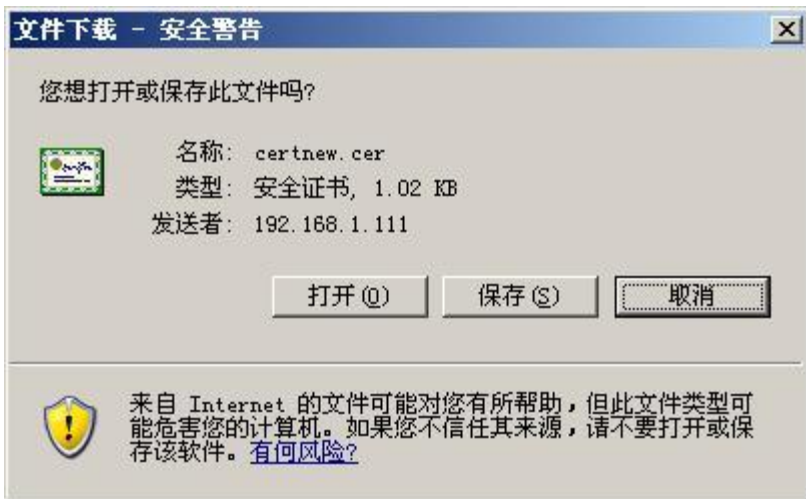 文件下载 - 安全警告
您想打开或保存此文件吗?
名称: certnew.cer
类型: 安全证书, 1.02 KB
发送者: 192.168.1.111
打开(O) 保存(S) 取消
来自 Internet 的文件可能对您有所帮助，但此文件类型可
能危害您的计算机。如果您不信任其来源，请不要打开或保
存该软件。有何风险?